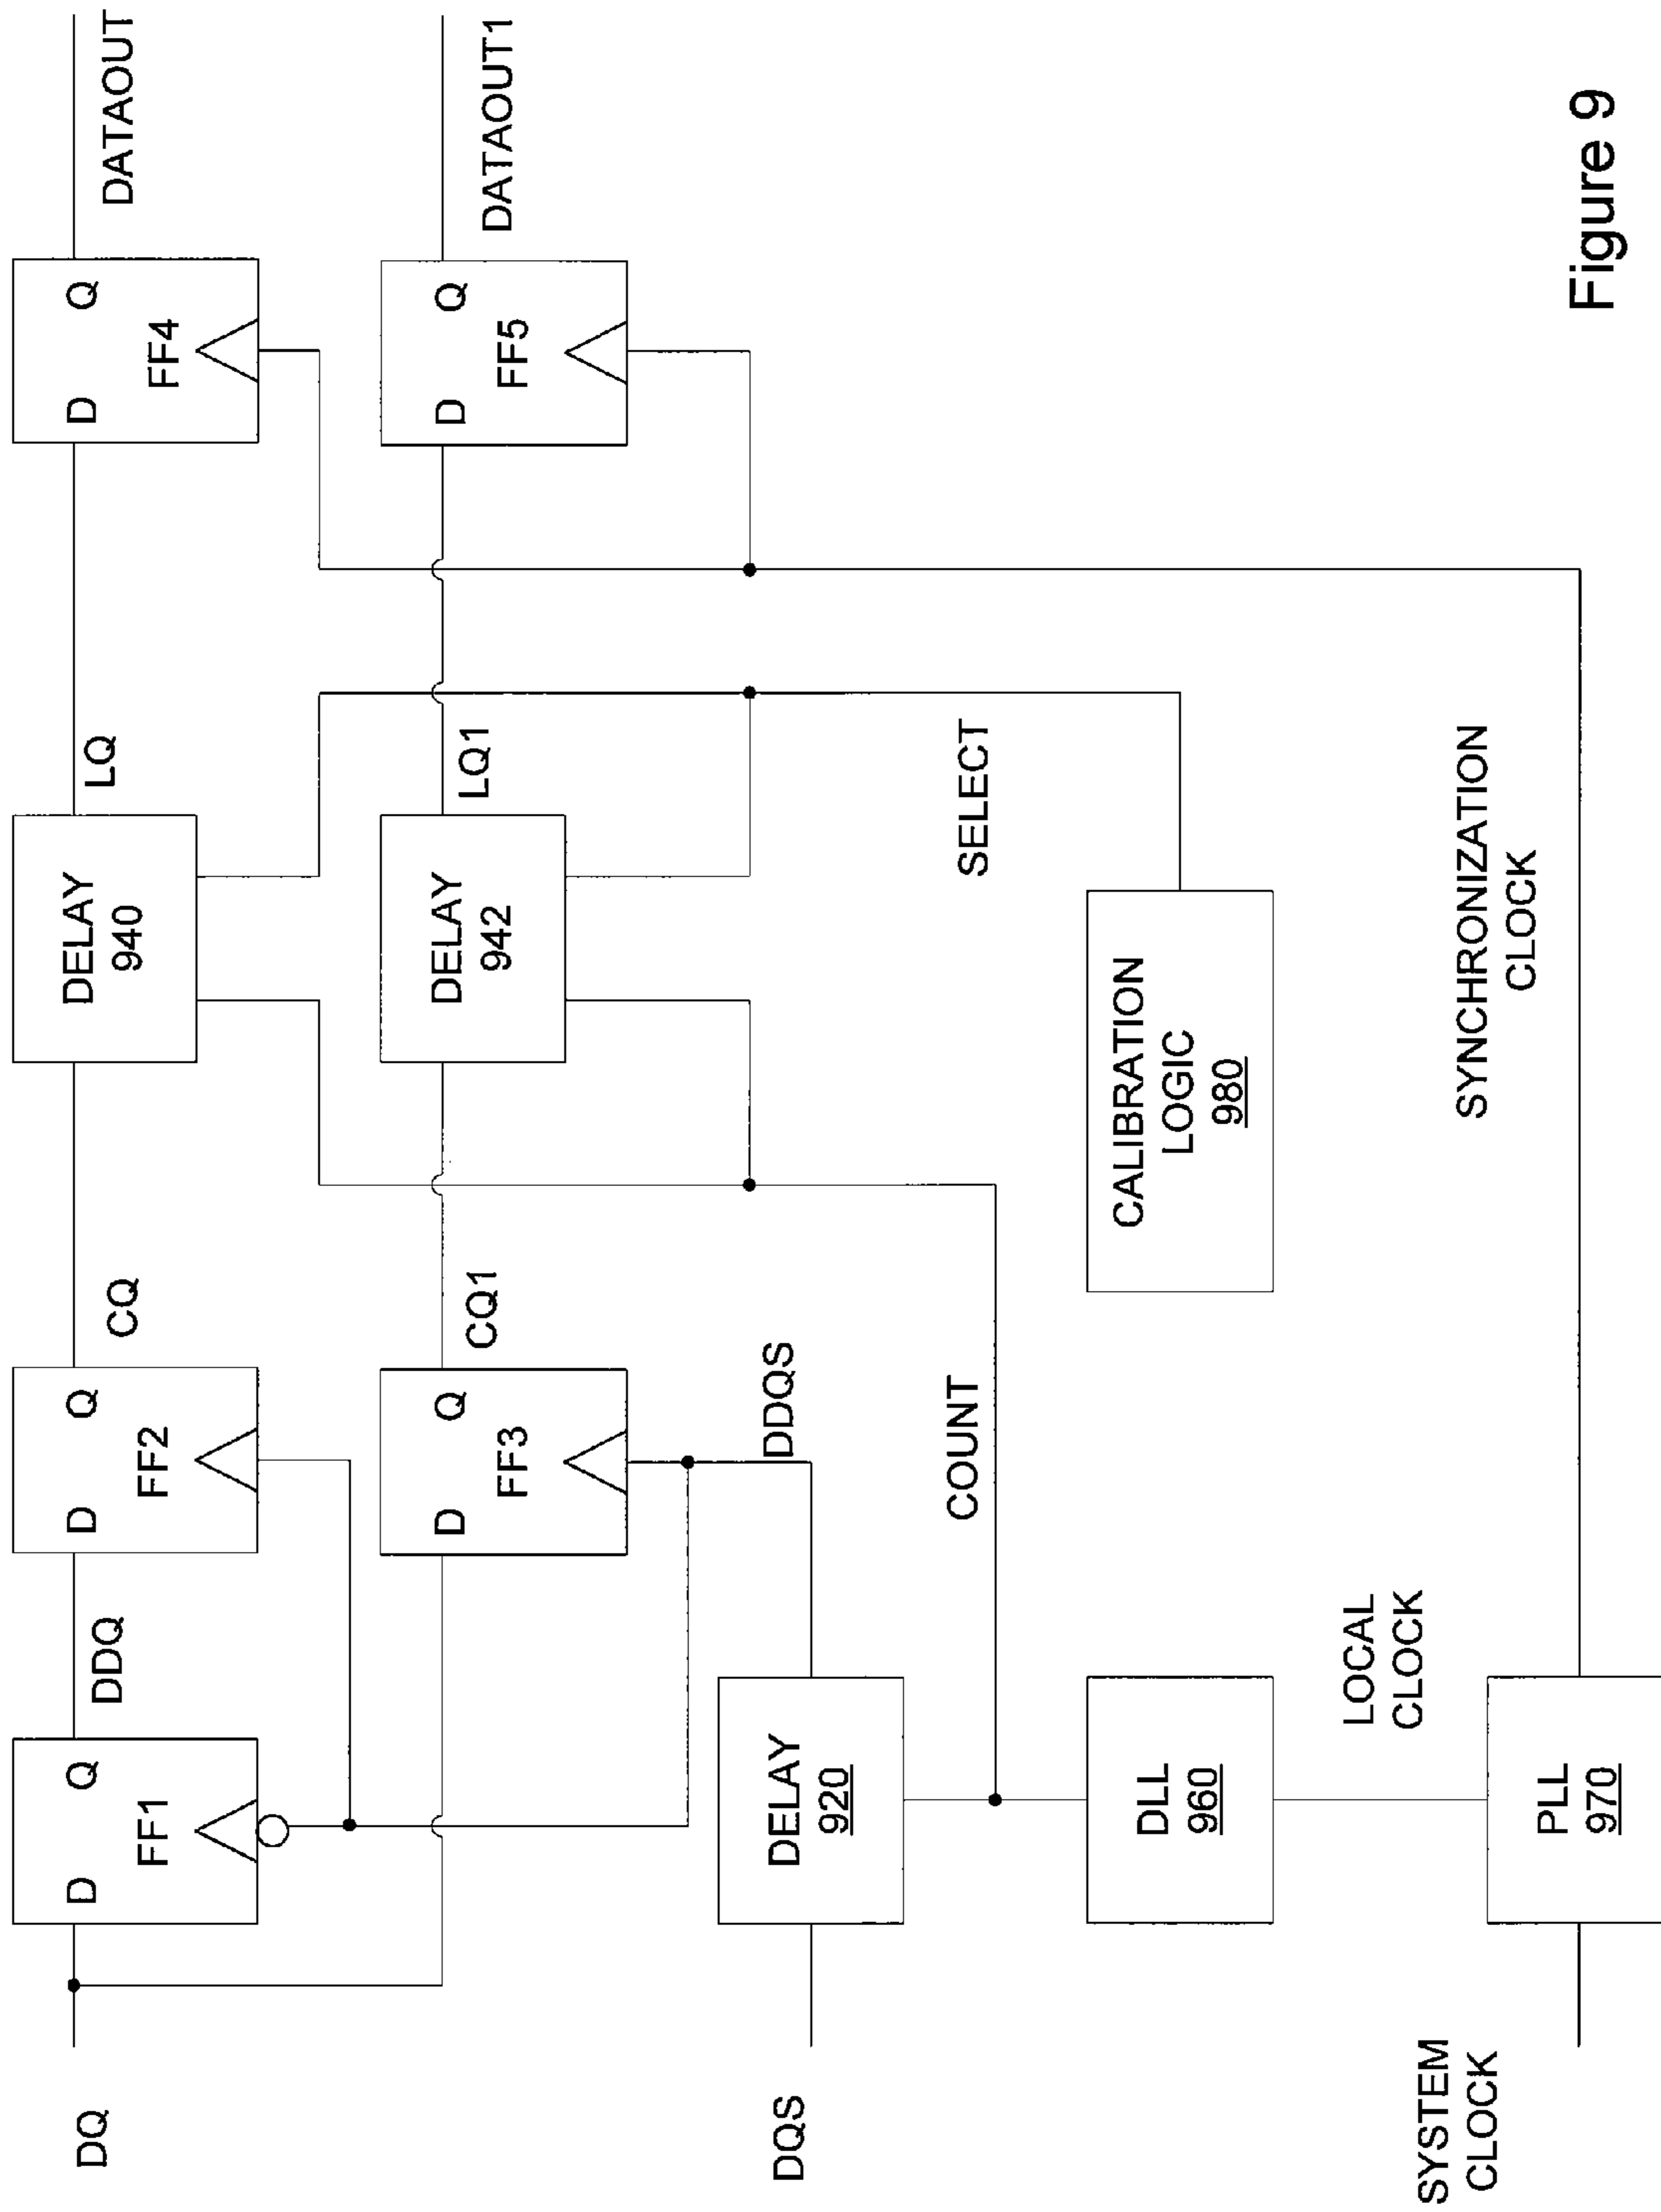 DQ
D Q
FF1
DDQ
D Q
FF2
CQ
DELAY
940
LQ
D Q
FF4
DATAOUT
D Q
FF3
CQ1
DELAY
942
LQ1
D Q
FF5
DATAOUT1
DQS
DELAY
920
DDQS
COUNT
SELECT
DLL
960
CALIBRATION
LOGIC
980
LOCAL
CLOCK
SYSTEM
CLOCK
PLL
970
SYNCHRONIZATION
CLOCK
Figure 9